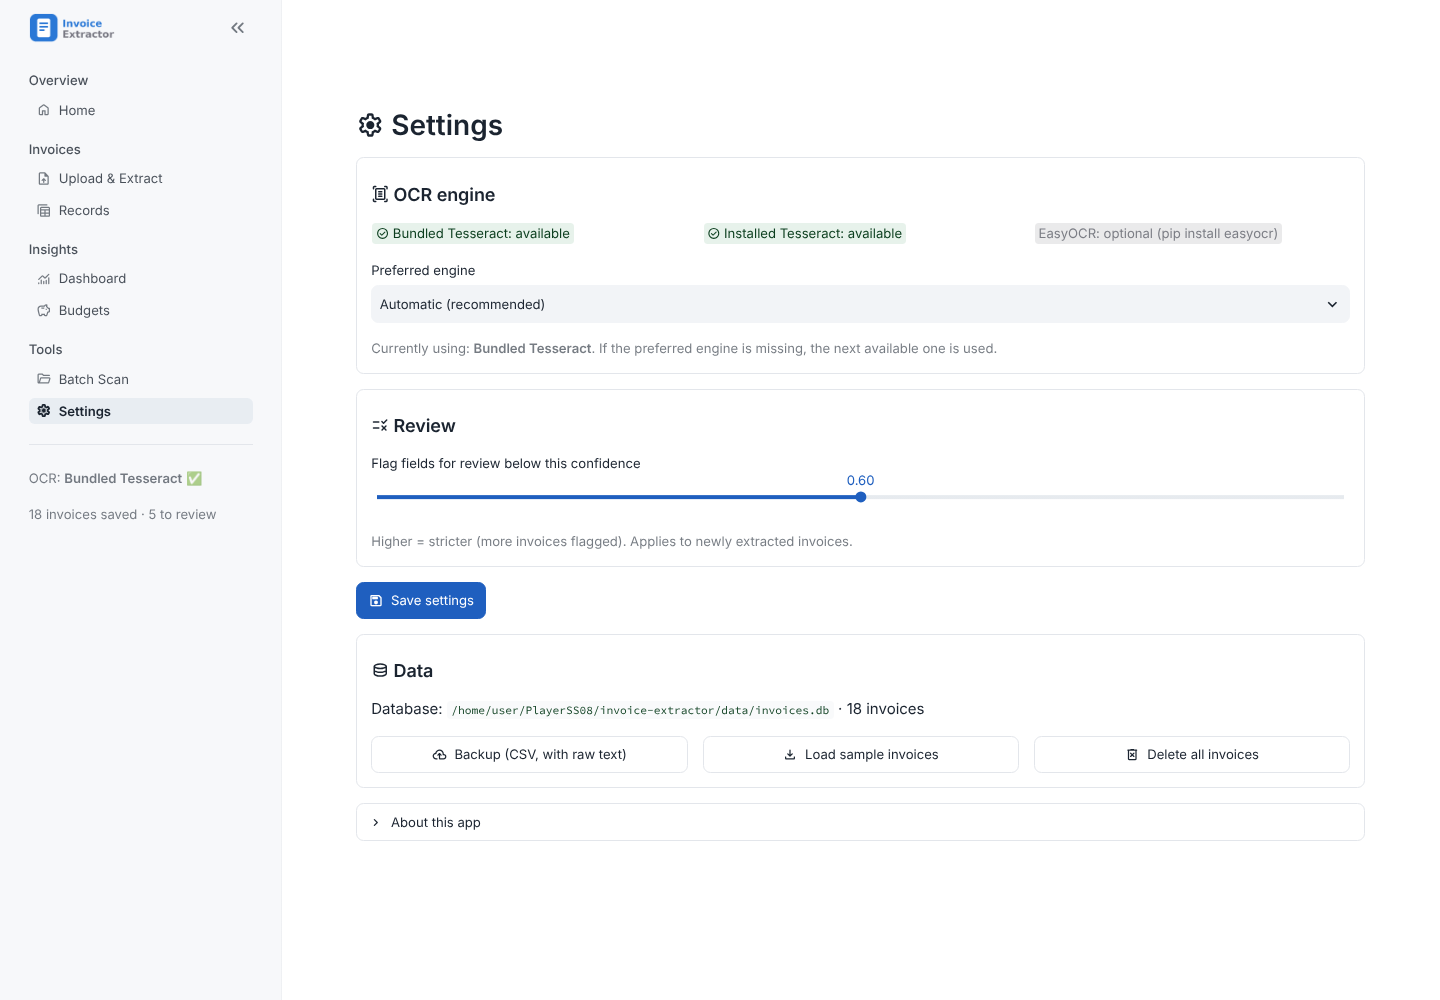 Invoice
Extractor
Overview
Home
Invoices
Upload & Extract
Records
Insights
Dashboard
Budgets
Tools
Batch Scan
Settings
OCR: Bundled Tesseract ✅
18 invoices saved · 5 to review
Settings
OCR engine
Bundled Tesseract: available
Installed Tesseract: available
EasyOCR: optional (pip install easyocr)
Preferred engine
Automatic (recommended)
Currently using: Bundled Tesseract. If the preferred engine is missing, the next available one is used.
Review
Flag fields for review below this confidence
0.60
Higher = stricter (more invoices flagged). Applies to newly extracted invoices.
Save settings
Data
Database: /home/user/PlayerSS08/invoice-extractor/data/invoices.db · 18 invoices
Backup (CSV, with raw text)
Load sample invoices
Delete all invoices
About this app